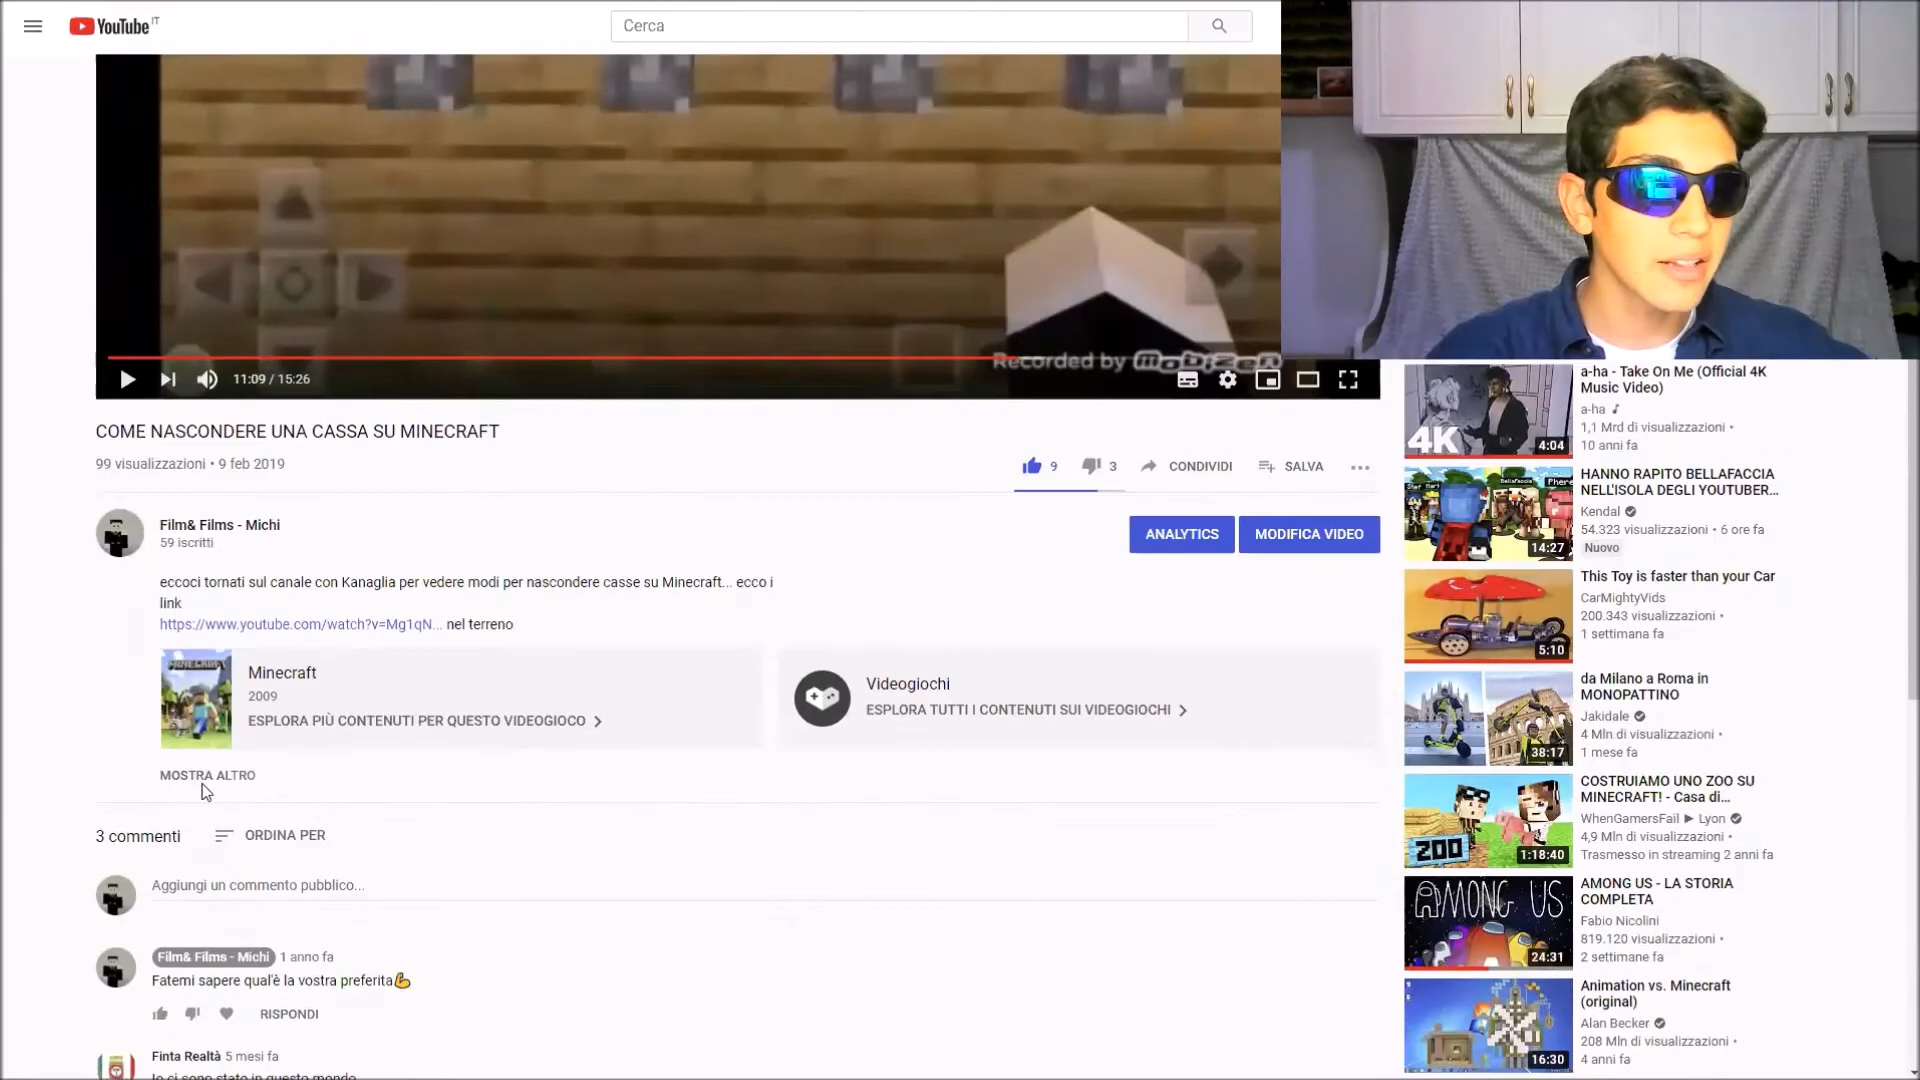 YouTube IT
Cerca
Recorded by mobizen
11:09 / 15:26
COME NASCONDERE UNA CASSA SU MINECRAFT
99 visualizzazioni • 9 feb 2019
9
3
CONDIVIDI
SALVA
Film& Films - Michi
59 iscritti
ANALYTICS
MODIFICA VIDEO
eccoci tornati sul canale con Kanaglia per vedere modi per nascondere casse su Minecraft... ecco i
link
https://www.youtube.com/watch?v=Mg1qN... nel terreno
MINECRAFT
Minecraft
2009
ESPLORA PIÙ CONTENUTI PER QUESTO VIDEOGIOCO
Videogiochi
ESPLORA TUTTI I CONTENUTI SUI VIDEOGIOCHI
MOSTRA ALTRO
3 commenti
ORDINA PER
Aggiungi un commento pubblico...
Film& Films - Michi 1 anno fa
Fatemi sapere qual'è la vostra preferita💪
RISPONDI
Finta Realtà 5 mesi fa
Io ci sono stato in questo mondo
4K
4:04
a-ha - Take On Me (Official 4K
Music Video)
a-ha
1,1 Mrd di visualizzazioni •
10 anni fa
14:27
HANNO RAPITO BELLAFACCIA
NELL'ISOLA DEGLI YOUTUBER...
Kendal
54.323 visualizzazioni • 6 ore fa
Nuovo
5:10
This Toy is faster than your Car
CarMightyVids
200.343 visualizzazioni •
1 settimana fa
38:17
da Milano a Roma in
MONOPATTINO
Jakidale
4 Mln di visualizzazioni •
1 mese fa
ZOO
1:18:40
COSTRUIAMO UNO ZOO SU
MINECRAFT! - Casa di...
WhenGamersFail ► Lyon
4,9 Mln di visualizzazioni •
Trasmesso in streaming 2 anni fa
AMONG US
24:31
AMONG US - LA STORIA
COMPLETA
Fabio Nicolini
819.120 visualizzazioni •
2 settimane fa
16:30
Animation vs. Minecraft
(original)
Alan Becker
208 Mln di visualizzazioni •
4 anni fa